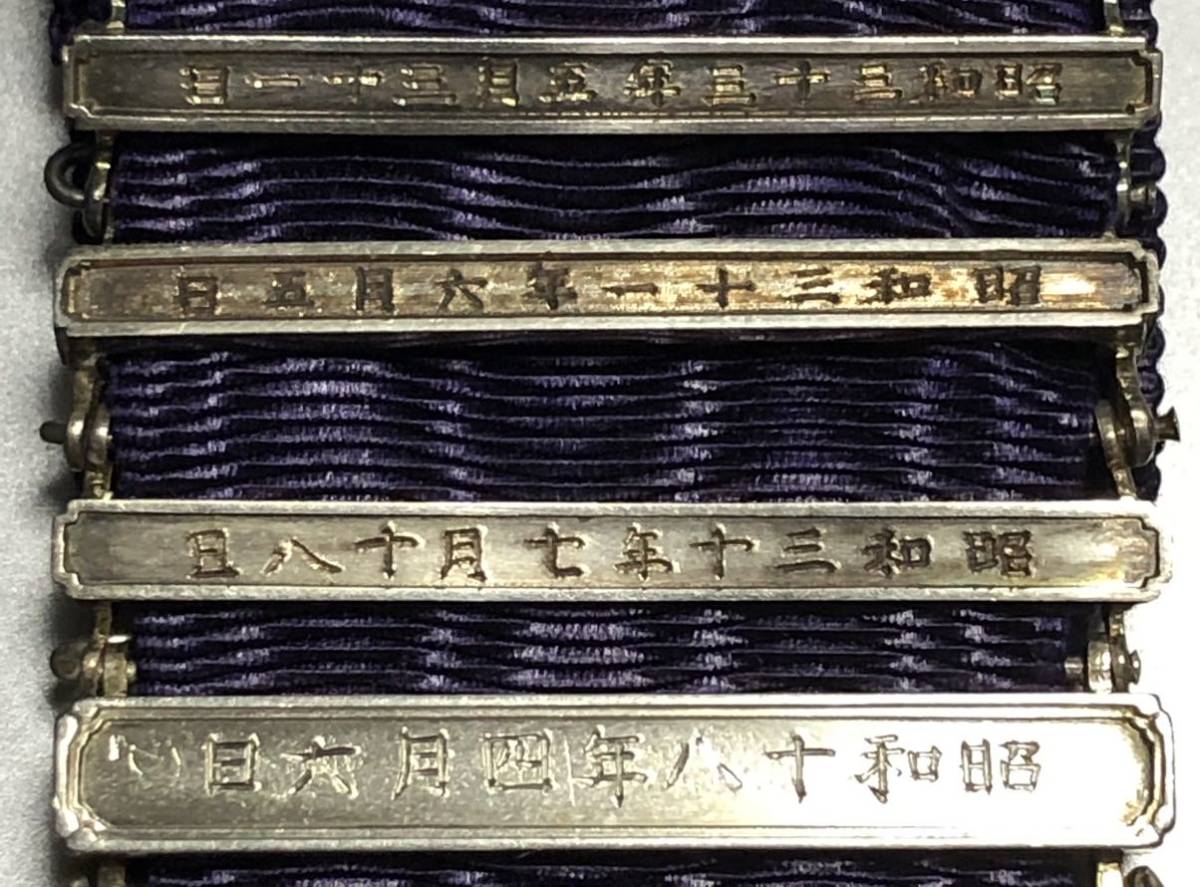 昭和三十三年五月三十一日
昭和三十一年六月五日
昭和三十年七月十八日
昭和十八年四月六日